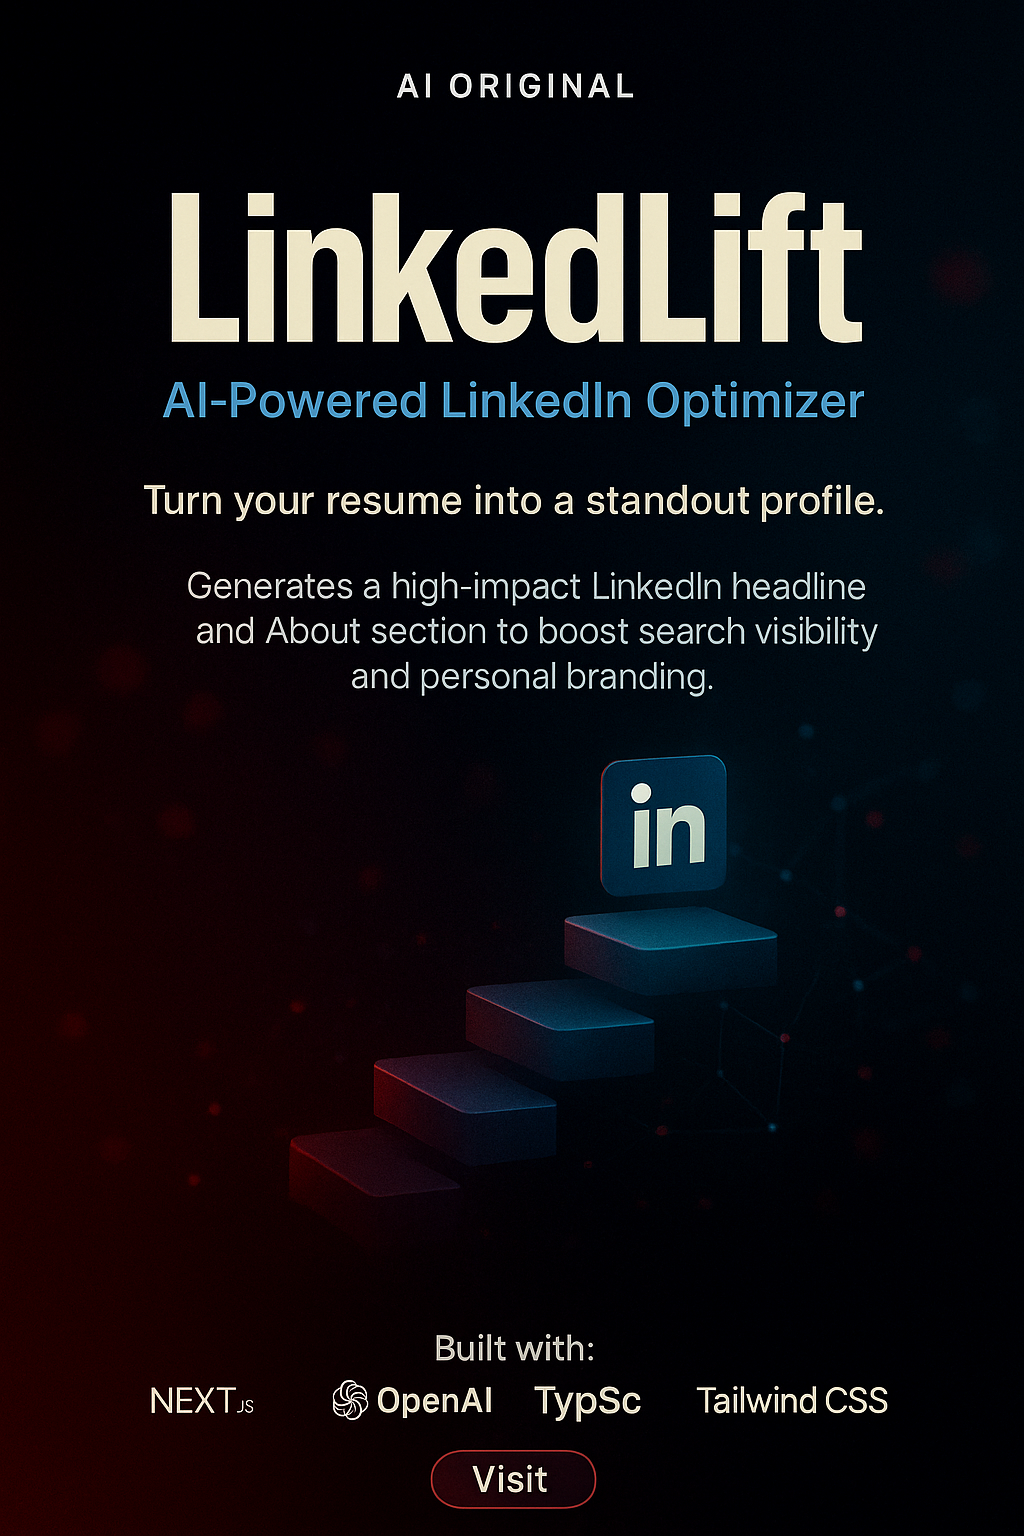 AI ORIGINAL
LinkedLift
AI-Powered LinkedIn Optimizer
Turn your resume into a standout profile.
Generates a high-impact LinkedIn headline
and About section to boost search visibility
and personal branding.
in
Built with:
NEXT.JS OpenAI TypSc Tailwind CSS
Visit